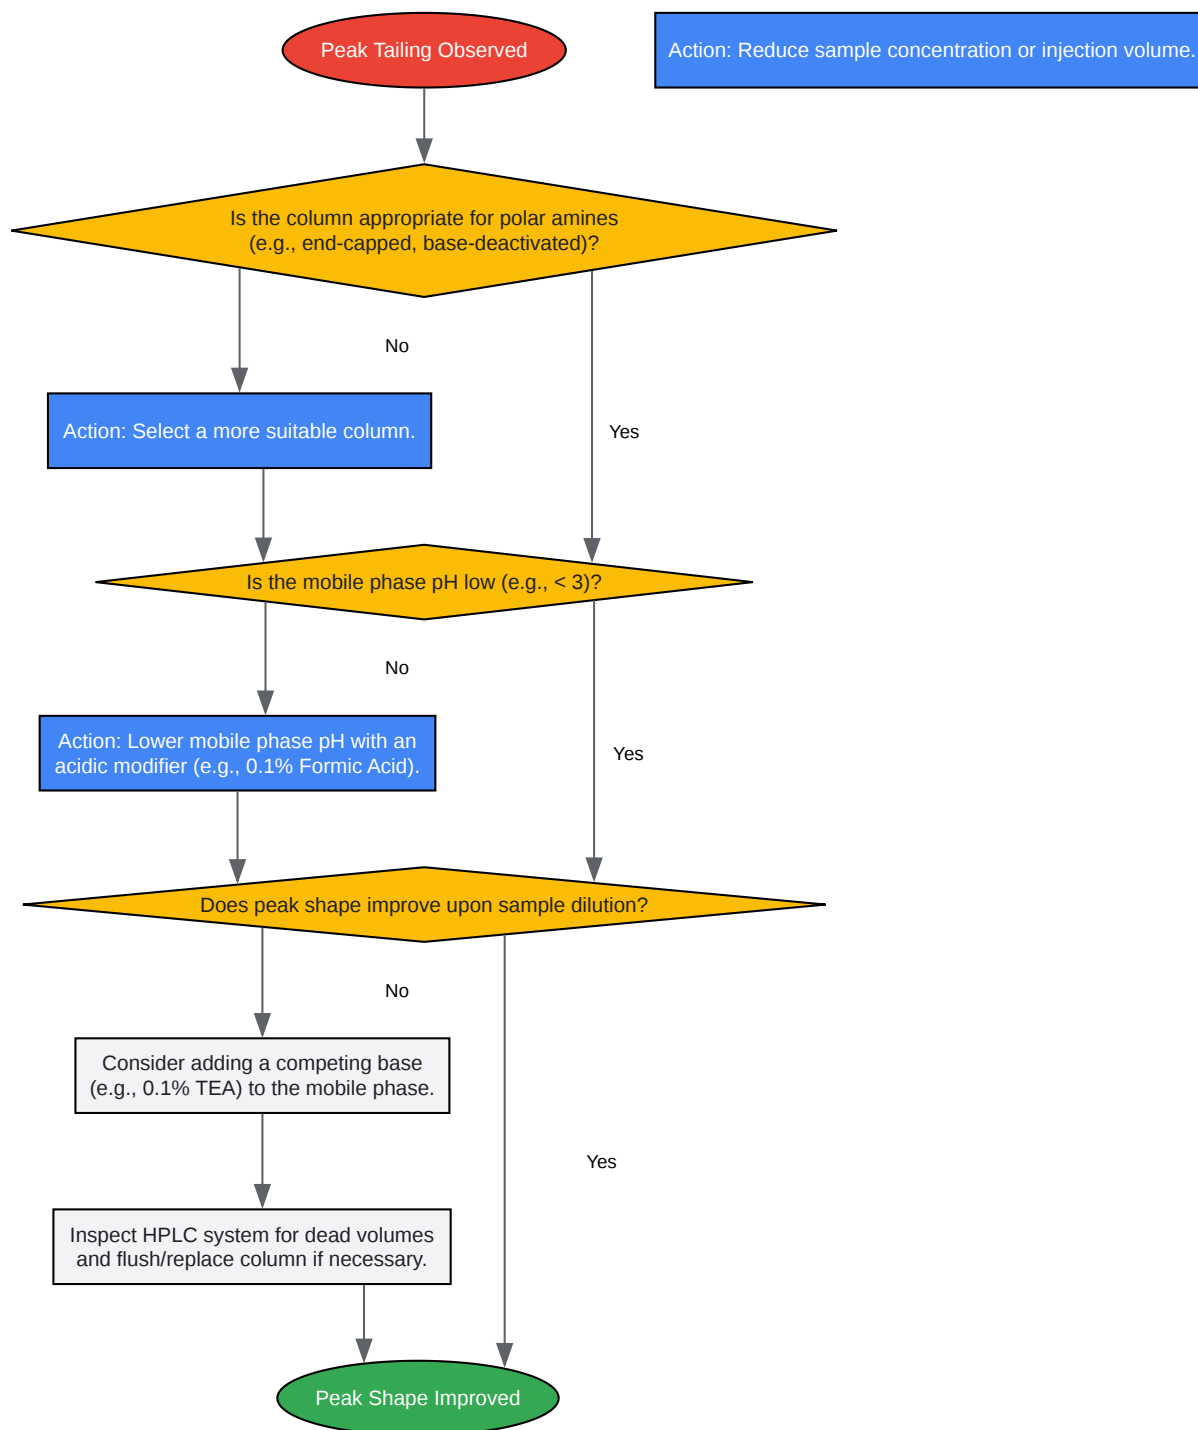 Peak Tailing Observed
Action: Reduce sample concentration or injection volume.
Is the column appropriate for polar amines
(e.g., end-capped, base-deactivated)?
No
Action: Select a more suitable column.
Yes
Is the mobile phase pH low (e.g., < 3)?
No
Action: Lower mobile phase pH with an
acidic modifier (e.g., 0.1% Formic Acid).
Yes
Does peak shape improve upon sample dilution?
No
Consider adding a competing base
(e.g., 0.1% TEA) to the mobile phase.
Yes
Inspect HPLC system for dead volumes
and flush/replace column if necessary.
Peak Shape Improved